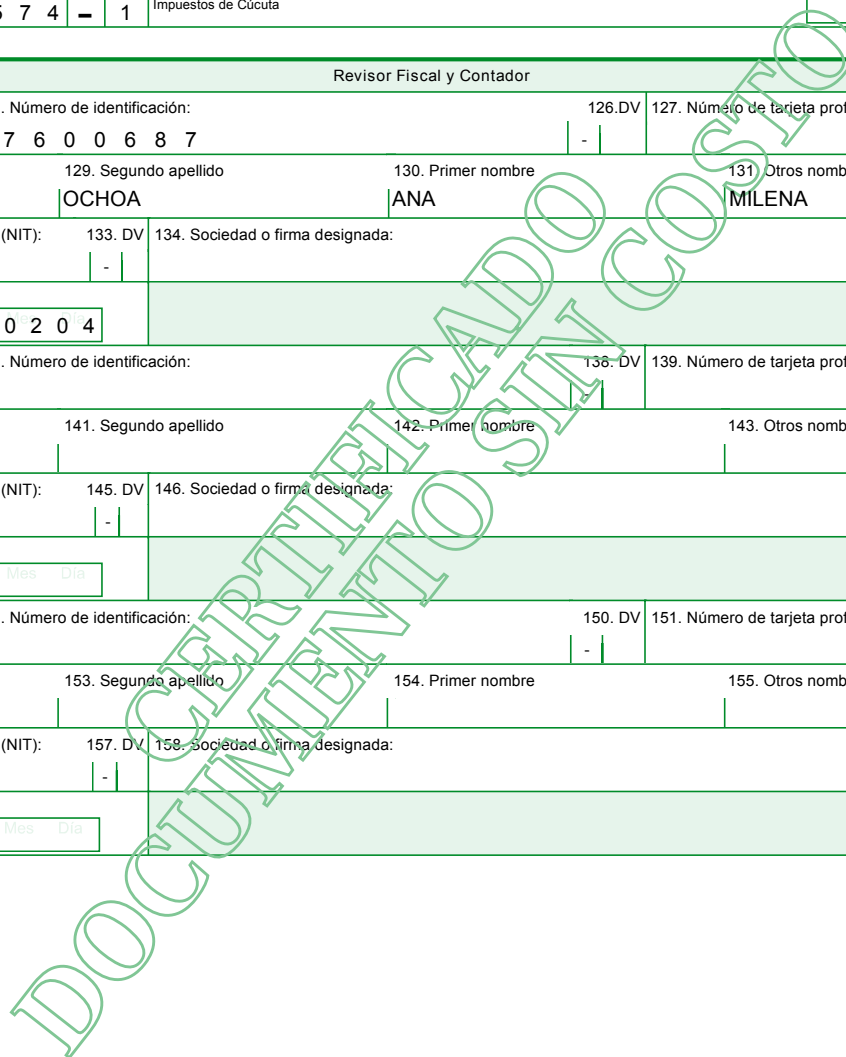 5 7 4 - 1 Impuestos de Cúcuta
Revisor Fiscal y Contador
. Número de identificación: 126.DV 127. Número de tarjeta prof
7 6 0 0 6 8 7 -
129. Segundo apellido 130. Primer nombre 131. Otros nomb
OCHOA ANA MILENA
(NIT): 133. DV 134. Sociedad o firma designada:
-
Mes Día
0 2 0 4
. Número de identificación: 138. DV 139. Número de tarjeta prof
-
141. Segundo apellido 142. Primer nombre 143. Otros nomb
(NIT): 145. DV 146. Sociedad o firma designada:
-
Mes Día
. Número de identificación: 150. DV 151. Número de tarjeta prof
-
153. Segundo apellido 154. Primer nombre 155. Otros nomb
(NIT): 157. DV 158. Sociedad o firma designada:
-
Mes Día
CERTIFICADO
DOCUMENTO SIN COSTO